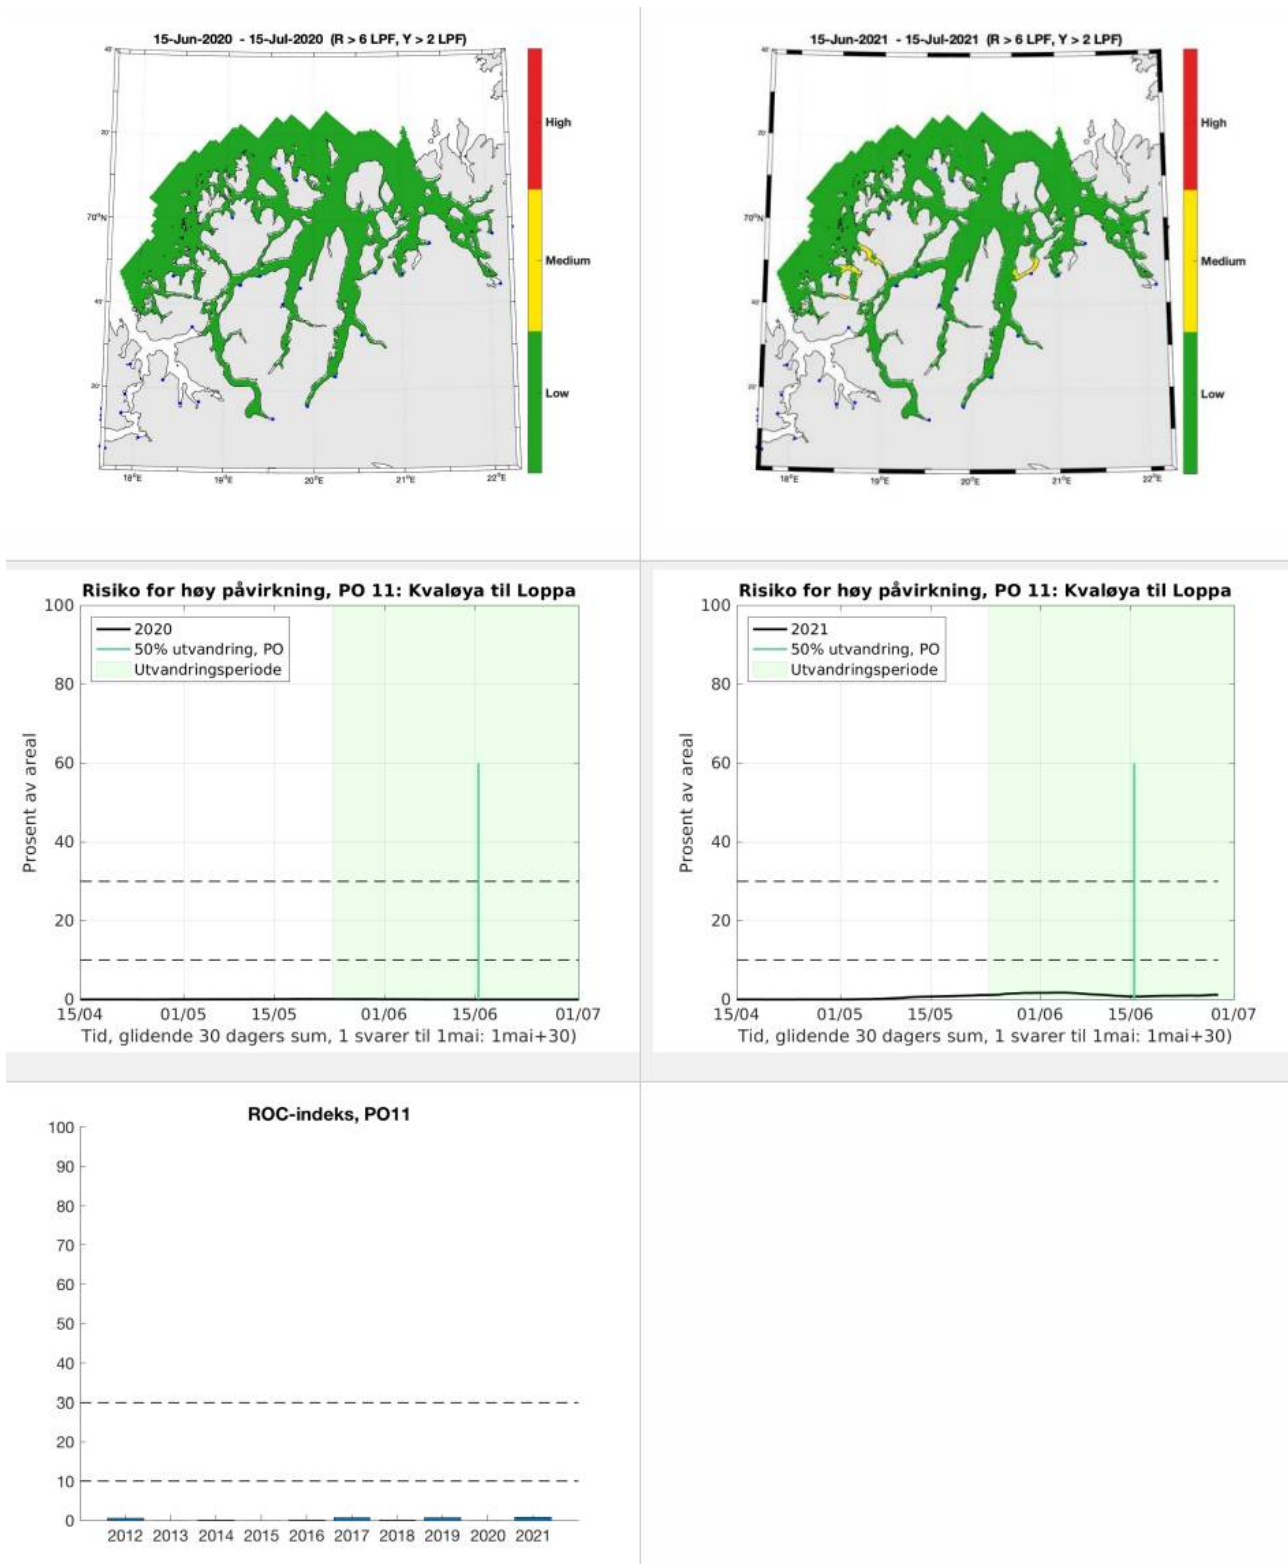 15-Jun-2020 - 15-Jul-2020 (R > 6 LPF, Y > 2 LPF)
40'
20'
70°N
40'
20'
18°E 19°E 20°E 21°E 22°E
High
Medium
Low
15-Jun-2021 - 15-Jul-2021 (R > 6 LPF, Y > 2 LPF)
40'
20'
70°N
40'
20'
18°E 19°E 20°E 21°E 22°E
High
Medium
Low
Risiko for høy påvirkning, PO 11: Kvaløya til Loppa
2020
50% utvandring, PO
Utvandringsperiode
Prosent av areal
100
80
60
40
20
0
15/04 01/05 15/05 01/06 15/06 01/07
Tid, glidende 30 dagers sum, 1 svarer til 1mai: 1mai+30)
Risiko for høy påvirkning, PO 11: Kvaløya til Loppa
2021
50% utvandring, PO
Utvandringsperiode
Prosent av areal
100
80
60
40
20
0
15/04 01/05 15/05 01/06 15/06 01/07
Tid, glidende 30 dagers sum, 1 svarer til 1mai: 1mai+30)
ROC-indeks, PO11
100
90
80
70
60
50
40
30
20
10
0
2012 2013 2014 2015 2016 2017 2018 2019 2020 2021